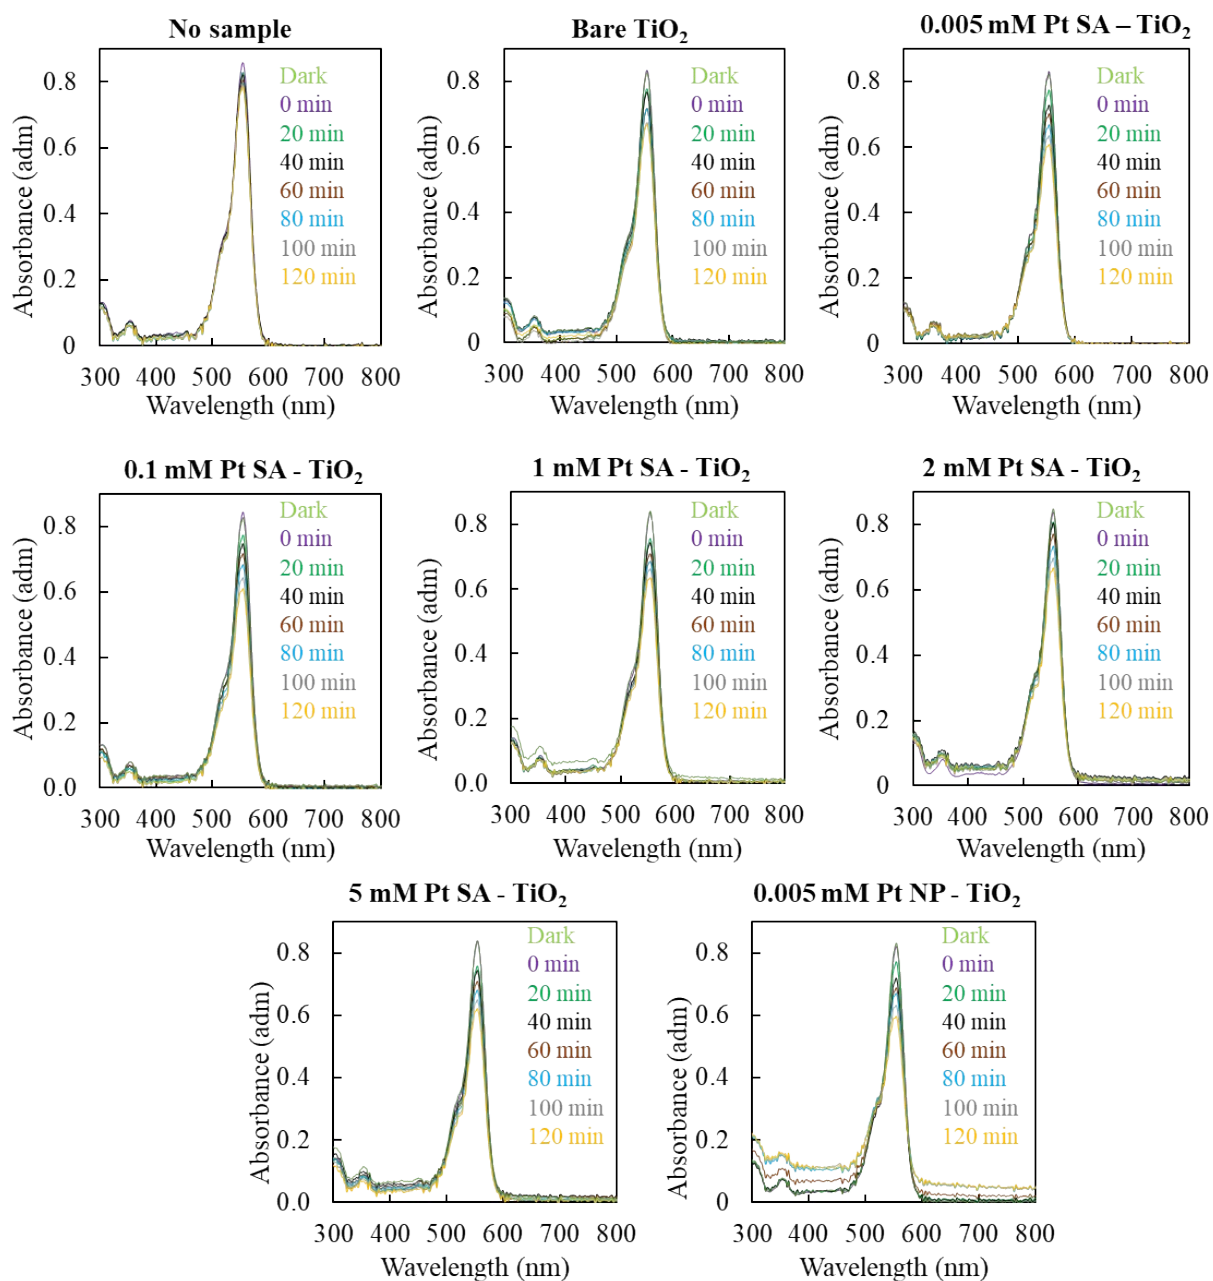 No sample
Absorbance (adm)
0.8
0.6
0.4
0.2
0
300 400 500 600 700 800
Wavelength (nm)
Dark
0 min
20 min
40 min
60 min
80 min
100 min
120 min
Bare TiO₂
Absorbance (adm)
0.8
0.6
0.4
0.2
0
300 400 500 600 700 800
Wavelength (nm)
Dark
0 min
20 min
40 min
60 min
80 min
100 min
120 min
0.005 mM Pt SA – TiO₂
Absorbance (adm)
0.8
0.6
0.4
0.2
0
300 400 500 600 700 800
Wavelength (nm)
Dark
0 min
20 min
40 min
60 min
80 min
100 min
120 min
0.1 mM Pt SA - TiO₂
Absorbance (adm)
0.8
0.6
0.4
0.2
0.0
300 400 500 600 700 800
Wavelength (nm)
Dark
0 min
20 min
40 min
60 min
80 min
100 min
120 min
1 mM Pt SA - TiO₂
Absorbance (adm)
0.8
0.6
0.4
0.2
0.0
300 400 500 600 700 800
Wavelength (nm)
Dark
0 min
20 min
40 min
60 min
80 min
100 min
120 min
2 mM Pt SA - TiO₂
Absorbance (adm)
0.8
0.6
0.4
0.2
0
300 400 500 600 700 800
Wavelength (nm)
Dark
0 min
20 min
40 min
60 min
80 min
100 min
120 min
5 mM Pt SA - TiO₂
Absorbance (adm)
0.8
0.6
0.4
0.2
0.0
300 400 500 600 700 800
Wavelength (nm)
Dark
0 min
20 min
40 min
60 min
80 min
100 min
120 min
0.005 mM Pt NP - TiO₂
Absorbance (adm)
0.8
0.6
0.4
0.2
0
300 400 500 600 700 800
Wavelength (nm)
Dark
0 min
20 min
40 min
60 min
80 min
100 min
120 min